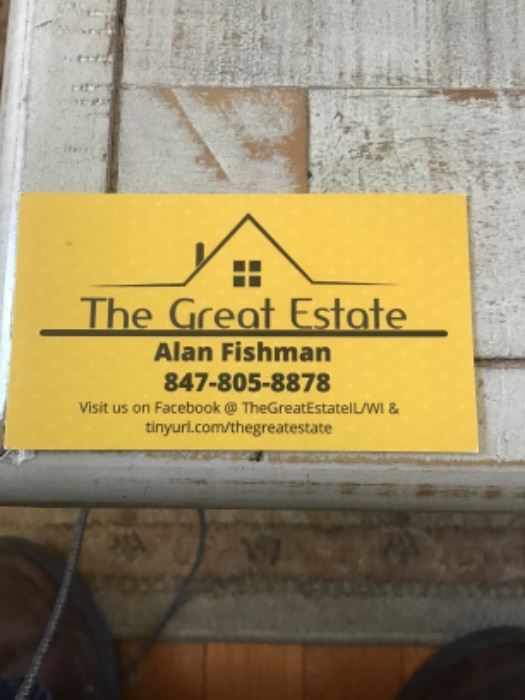 The Great Estate
Alan Fishman
847-805-8878
Visit us on Facebook @ TheGreatEstateIL/WI &
tinyurl.com/thegreatestate